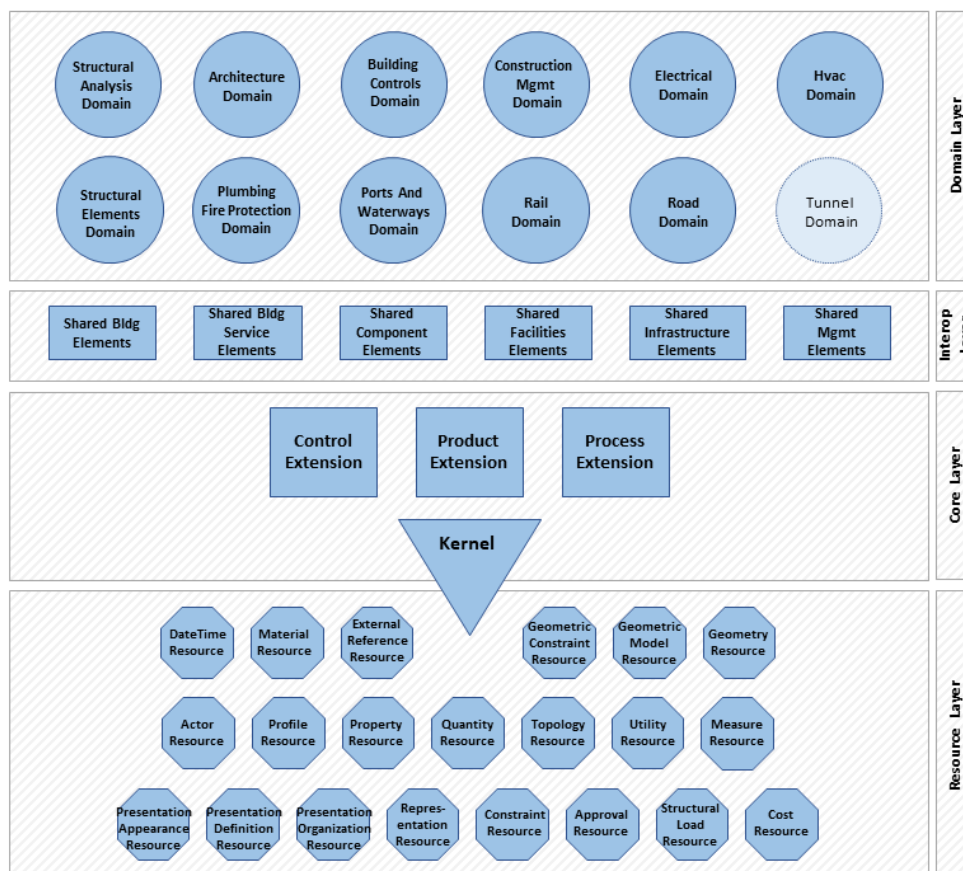 Structural
Analysis
Domain
Architecture
Domain
Building
Controls
Domain
Construction
Mgmt
Domain
Electrical
Domain
Hvac
Domain
Domain Layer
Structural
Elements
Domain
Plumbing
Fire Protection
Domain
Ports And
Waterways
Domain
Rail
Domain
Road
Domain
Tunnel
Domain
Shared Bldg
Elements
Shared Bldg
Service
Elements
Shared
Component
Elements
Shared
Facilities
Elements
Shared
Infrastructure
Elements
Shared
Mgmt
Elements
Interop
Control
Extension
Product
Extension
Process
Extension
Core Layer
Kernel
DateTime
Resource
Material
Resource
External
Reference
Resource
Geometric
Constraint
Resource
Geometric
Model
Resource
Geometry
Resource
Resource Layer
Actor
Resource
Profile
Resource
Property
Resource
Quantity
Resource
Topology
Resource
Utility
Resource
Measure
Resource
Presentation
Appearance
Resource
Presentation
Definition
Resource
Presentation
Organization
Resource
Repres-
entation
Resource
Constraint
Resource
Approval
Resource
Structural
Load
Resource
Cost
Resource